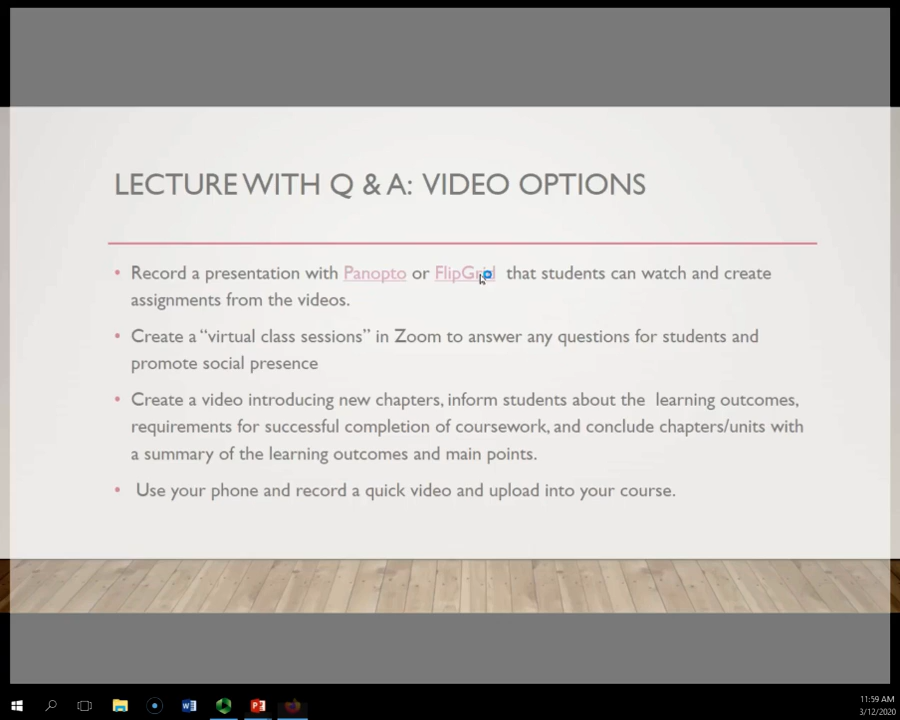 LECTURE WITH Q & A: VIDEO OPTIONS
• Record a presentation with Panopto or FlipGrid that students can watch and create
assignments from the videos.
• Create a “virtual class sessions” in Zoom to answer any questions for students and
promote social presence
• Create a video introducing new chapters, inform students about the learning outcomes,
requirements for successful completion of coursework, and conclude chapters/units with
a summary of the learning outcomes and main points.
• Use your phone and record a quick video and upload into your course.
11:59 AM
3/12/2020